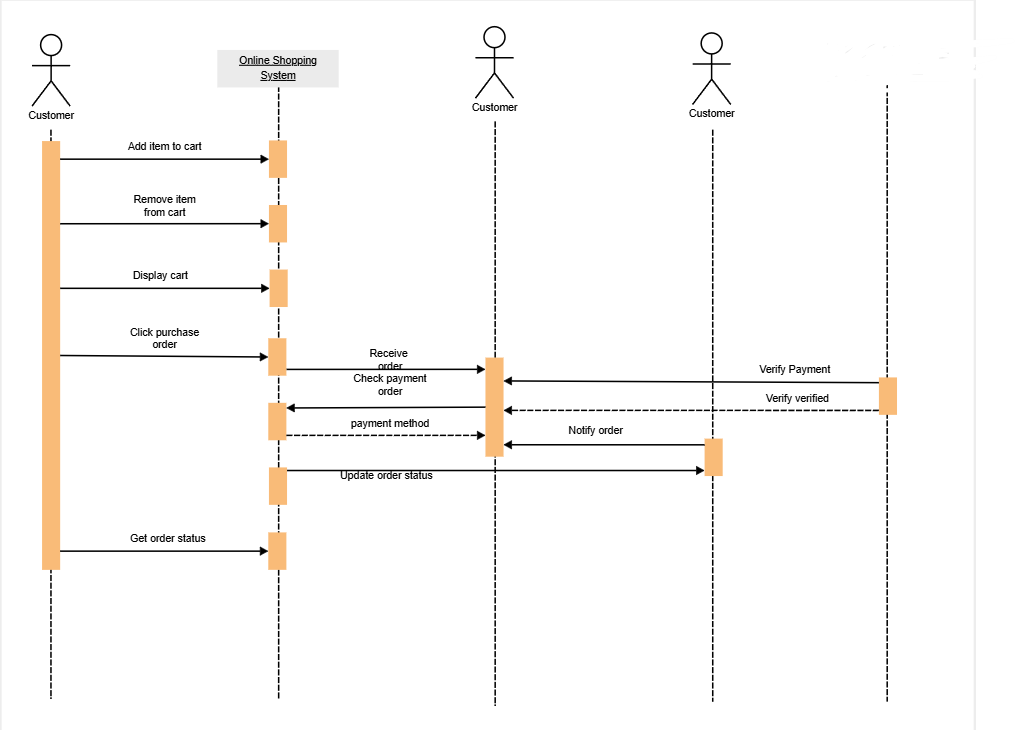 Online Shopping
System
Customer
Customer
Customer
Add item to cart
Remove item
from cart
Display cart
Click purchase
order
Receive
order
Check payment
order
Verify Payment
Verify verified
payment method
Notify order
Update order status
Get order status